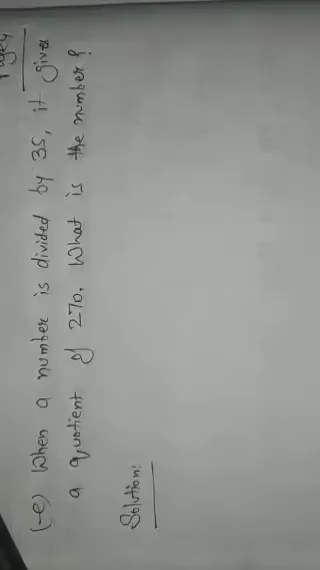 (-e) When a number is divided by 35, it gives
a quotient of 270. What is the number?
Solution: